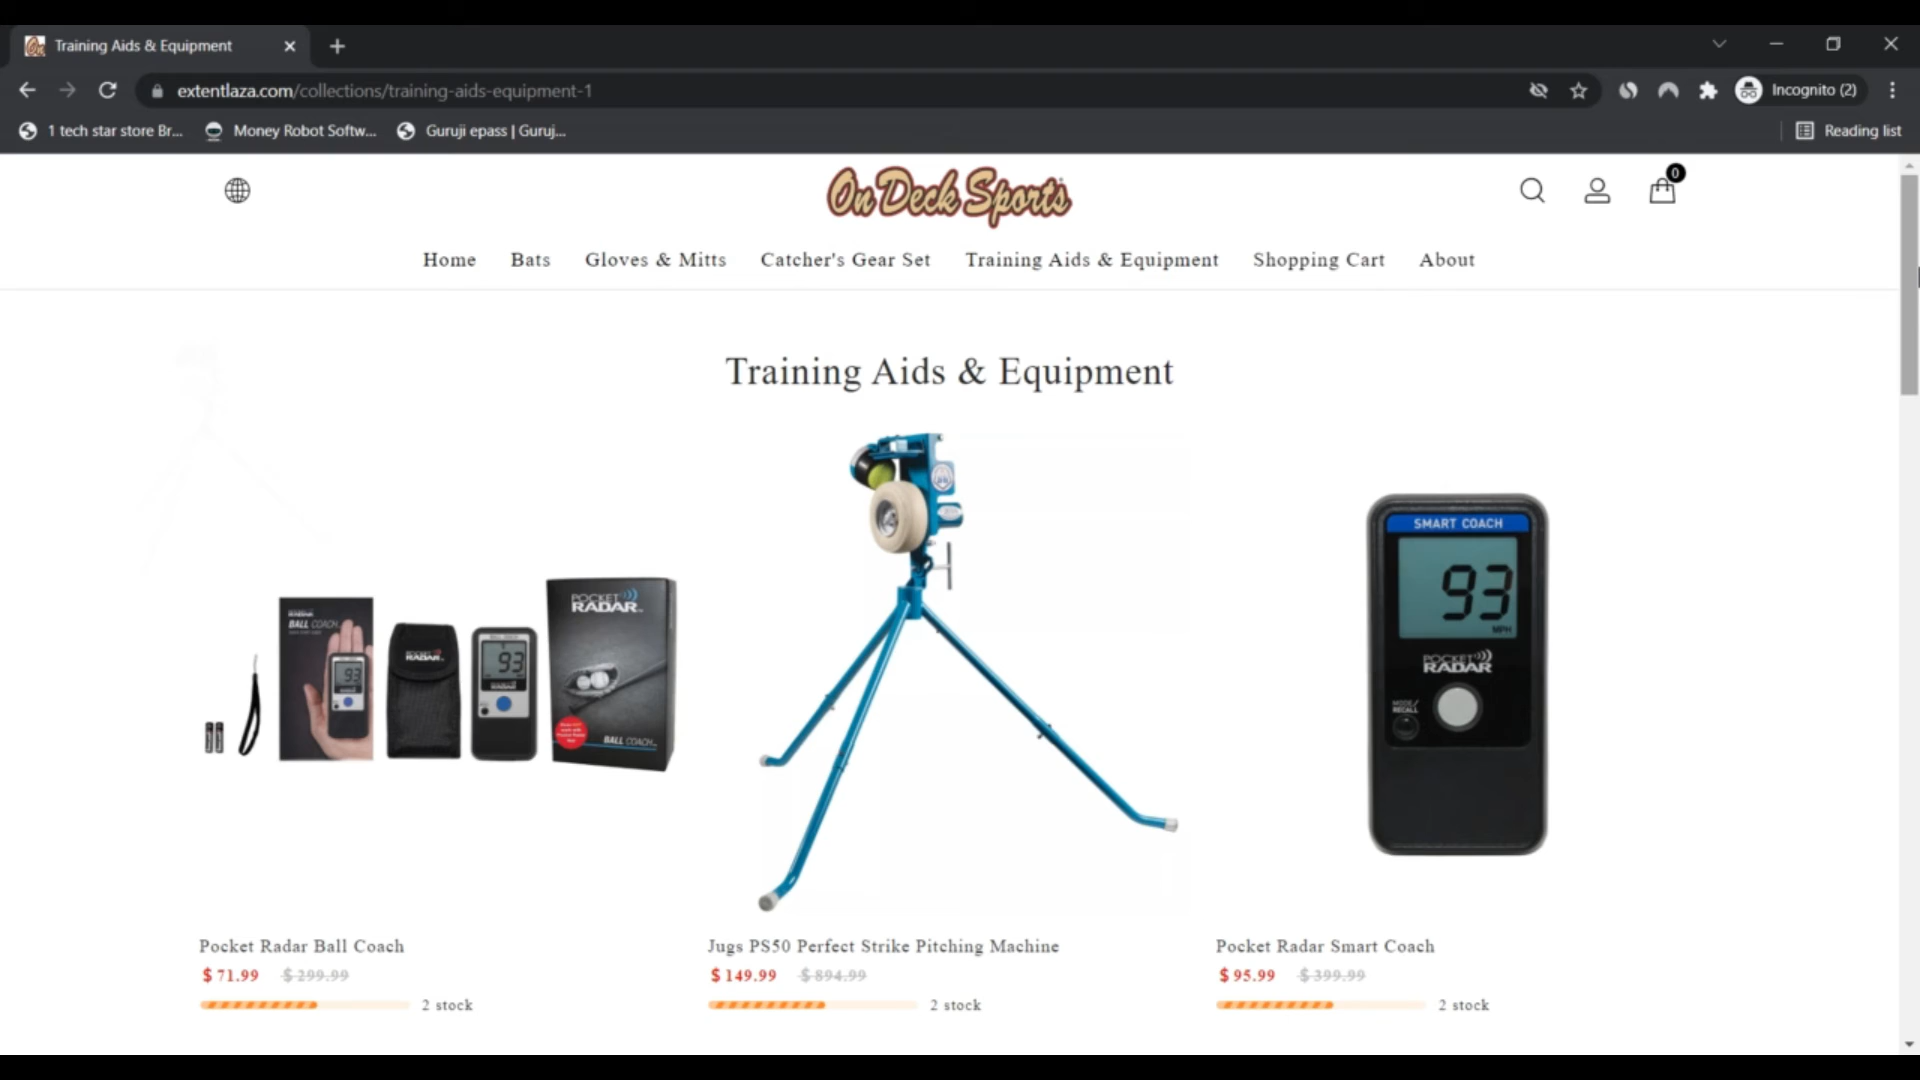 Training Aids & Equipment
extentlaza.com/collections/training-aids-equipment-1
Incognito (2)
1 tech star store Br...
Money Robot Softw...
Guruji epass | Guruj...
Reading list
On Deck Sports
0
Home
Bats
Gloves & Mitts
Catcher's Gear Set
Training Aids & Equipment
Shopping Cart
About
Training Aids & Equipment
POCKET RADAR
BALL COACH
93
POCKET RADAR
93
POCKET RADAR
BALL COACH
SMART COACH
93
MPH
POCKET RADAR
MODE/
RECALL
Pocket Radar Ball Coach
$ 71.99 $ 299.99
2 stock
Jugs PS50 Perfect Strike Pitching Machine
$ 149.99 $ 894.99
2 stock
Pocket Radar Smart Coach
$ 95.99 $ 399.99
2 stock